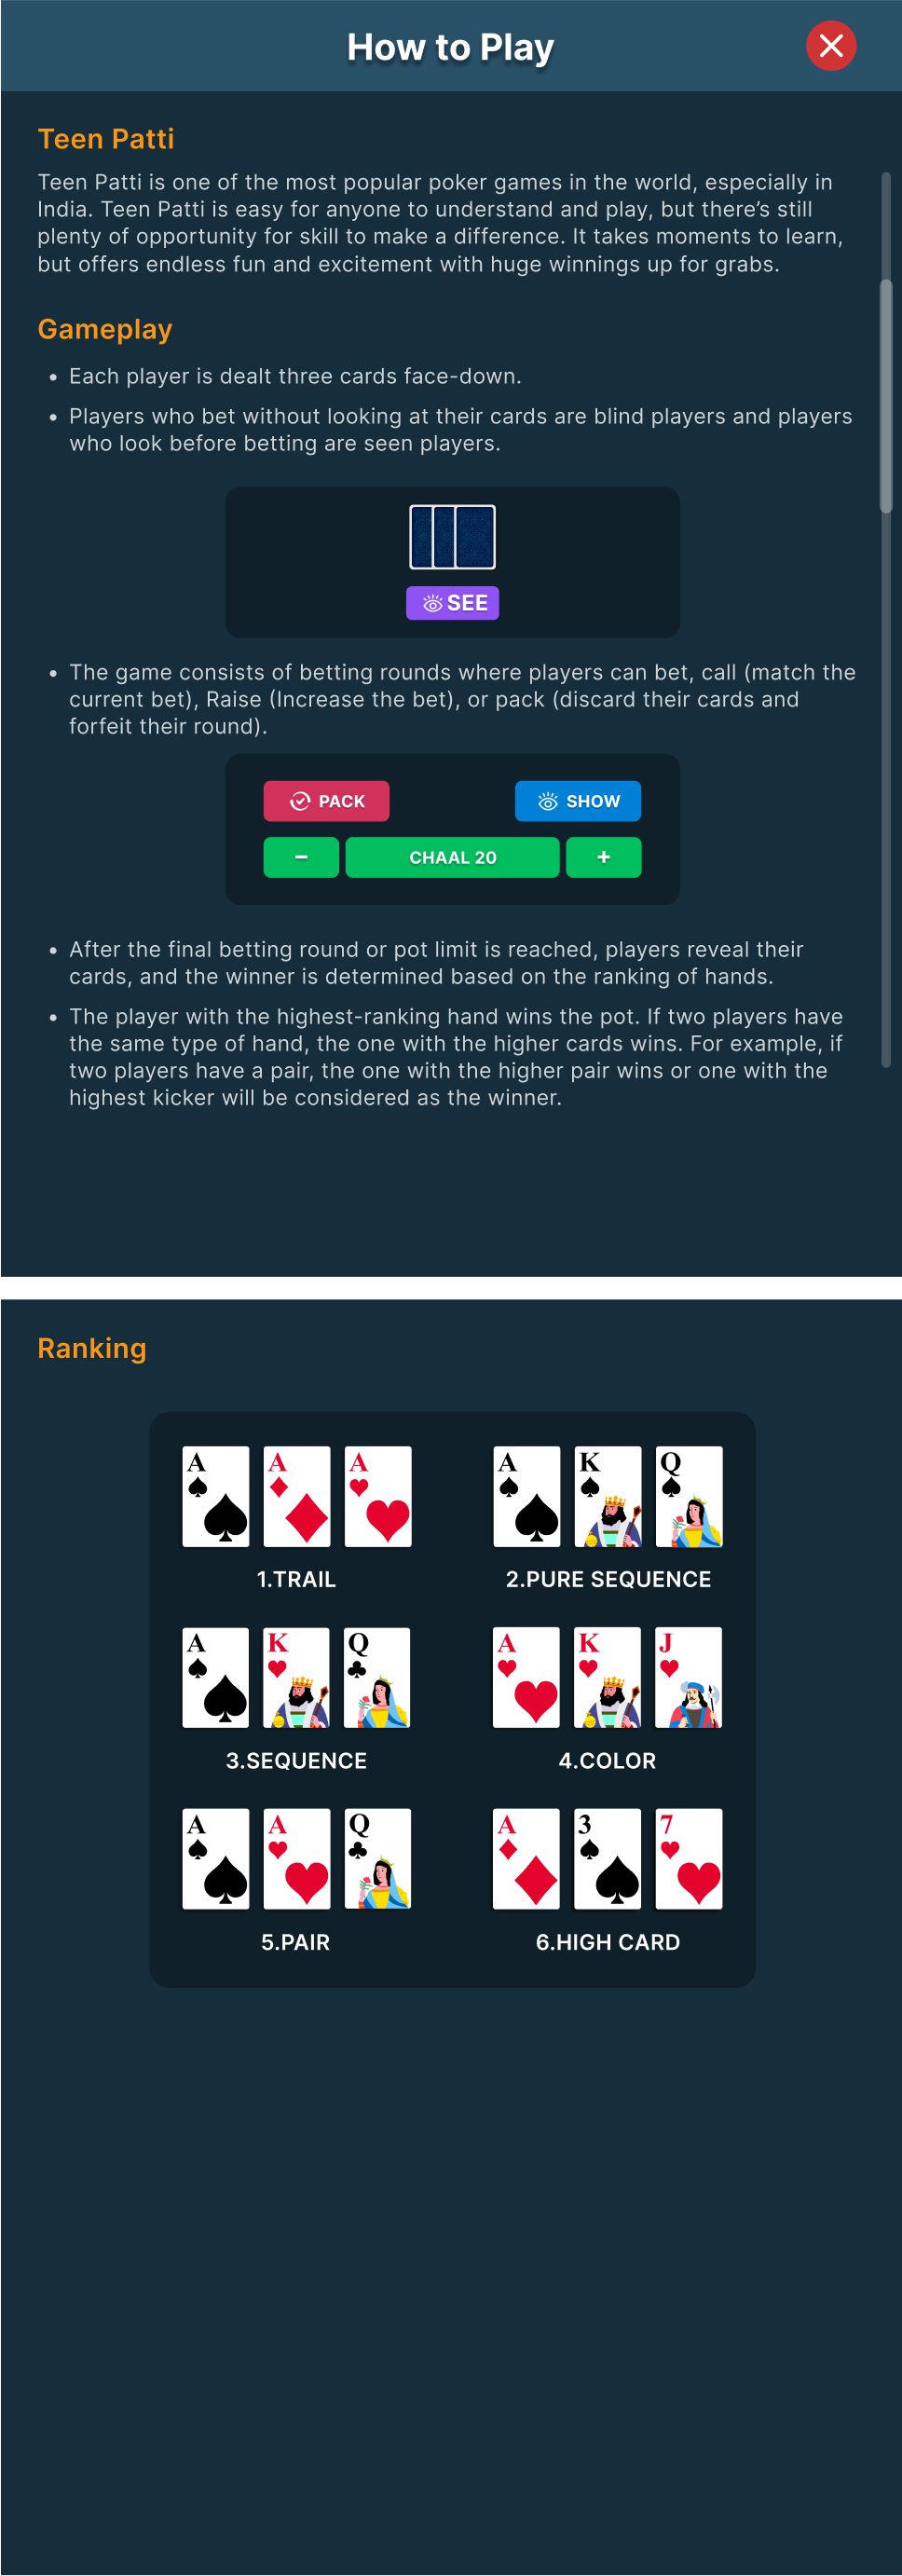 How to Play
Teen Patti
Teen Patti is one of the most popular poker games in the world, especially in
India. Teen Patti is easy for anyone to understand and play, but there’s still
plenty of opportunity for skill to make a difference. It takes moments to learn,
but offers endless fun and excitement with huge winnings up for grabs.
Gameplay
• Each player is dealt three cards face-down.
• Players who bet without looking at their cards are blind players and players
who look before betting are seen players.
SEE
• The game consists of betting rounds where players can bet, call (match the
current bet), Raise (Increase the bet), or pack (discard their cards and
forfeit their round).
PACK SHOW
− CHAAL 20 +
• After the final betting round or pot limit is reached, players reveal their
cards, and the winner is determined based on the ranking of hands.
• The player with the highest-ranking hand wins the pot. If two players have
the same type of hand, the one with the higher cards wins. For example, if
two players have a pair, the one with the higher pair wins or one with the
highest kicker will be considered as the winner.
Ranking
A A A A K Q
1.TRAIL 2.PURE SEQUENCE
A K Q A K J
3.SEQUENCE 4.COLOR
A A Q A 3 7
5.PAIR 6.HIGH CARD